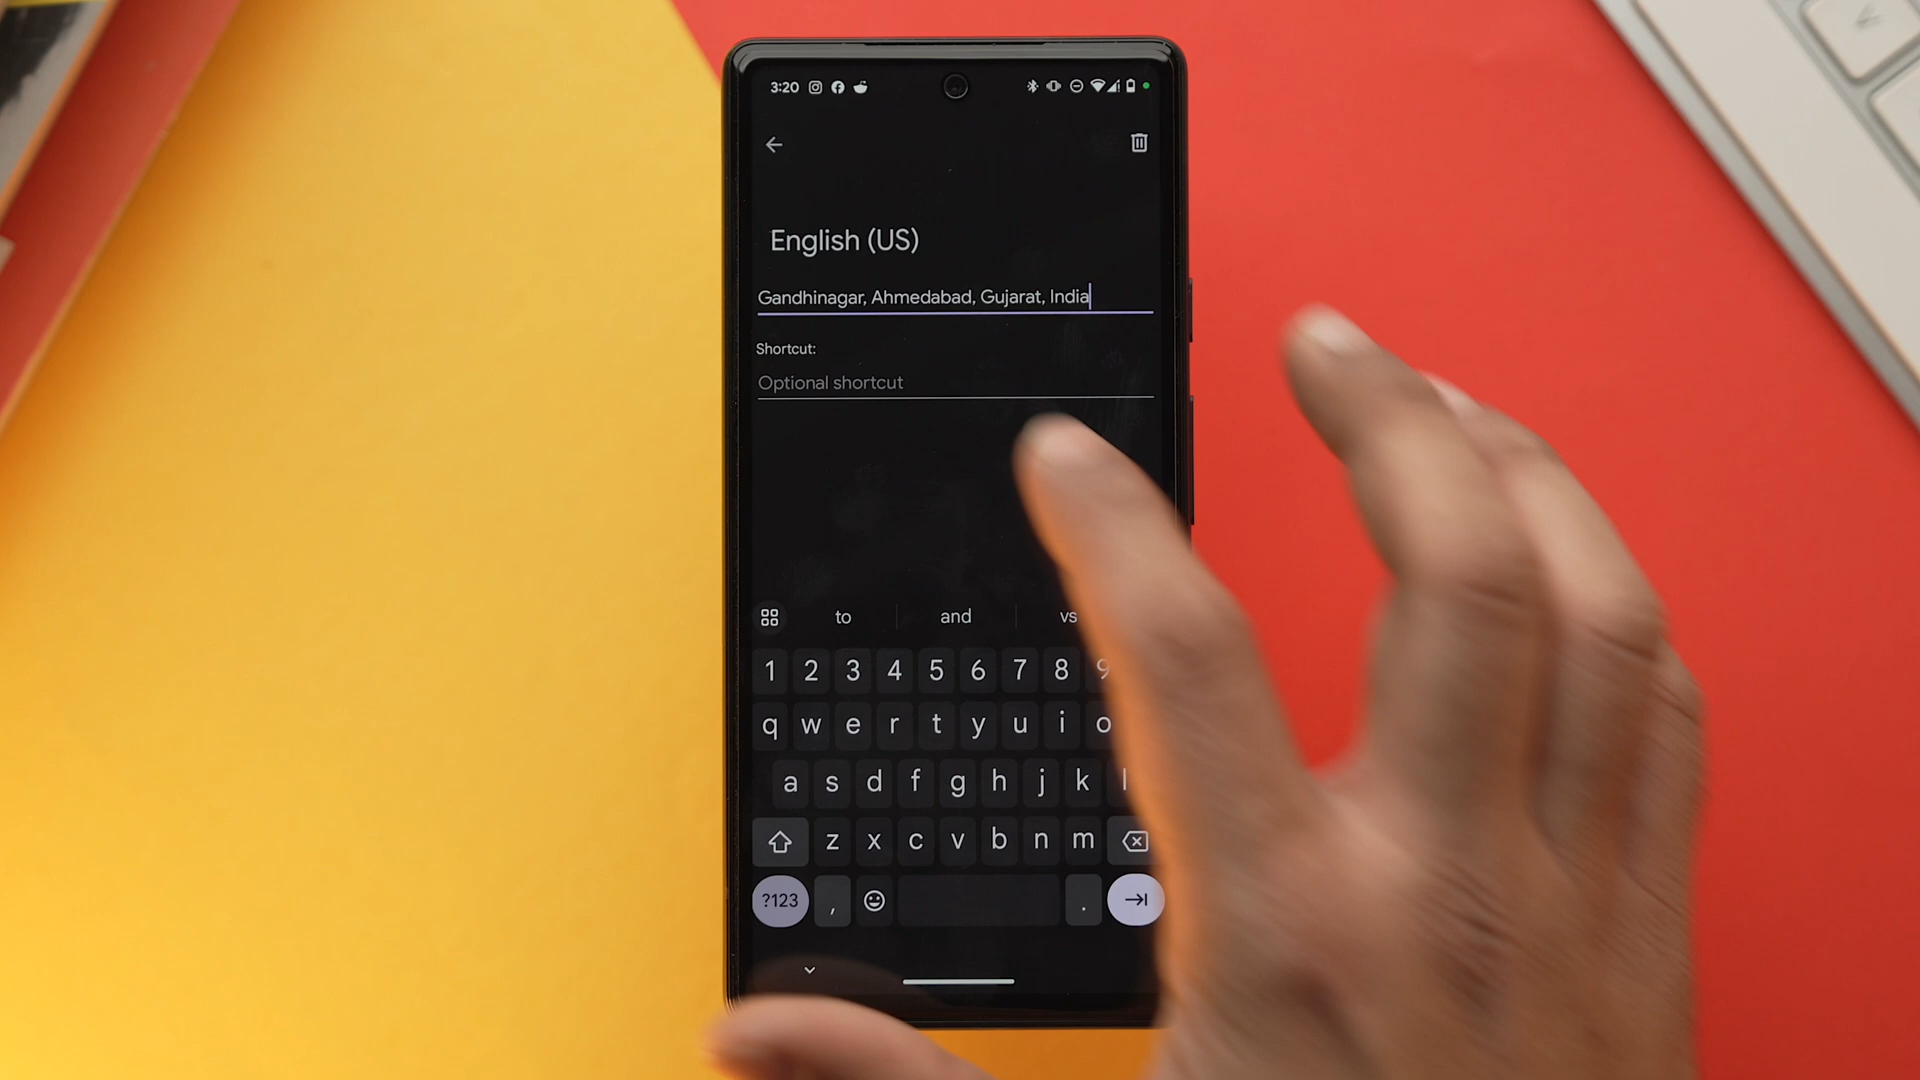 3:20
English (US)
Gandhinagar, Ahmedabad, Gujarat, India
Shortcut:
Optional shortcut
to and vs
1 2 3 4 5 6 7 8 9
q w e r t y u i o
a s d f g h j k l
z x c v b n m
?123 , .